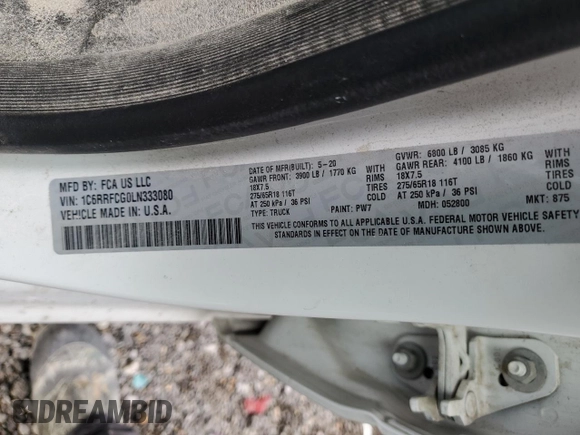 MFD BY: FCA US LLC
VIN: 1C6RRFCG0LN333080
VEHICLE MADE IN: U.S.A.
DATE OF MFR(BUILT): 5-20
GAWR FRONT: 3900 LB / 1770 KG
WITH TIRES RIMS
18X7.5
275/65R18 116T
AT 250 kPa / 36 PSI COLD
TYPE: TRUCK
PAINT: PW7
GVWR: 6800 LB / 3085 KG
GAWR REAR: 4100 LB / 1860 KG
18X7.5
275/65R18 116T
AT 250 kPa / 36 PSI
MDH: 052800
MKT: 875
THIS VEHICLE CONFORMS TO ALL APPLICABLE U.S.A. FEDERAL MOTOR VEHICLE SAFETY
STANDARDS IN EFFECT ON THE DATE OF MANUFACTURE SHOWN ABOVE.
DREAMBID